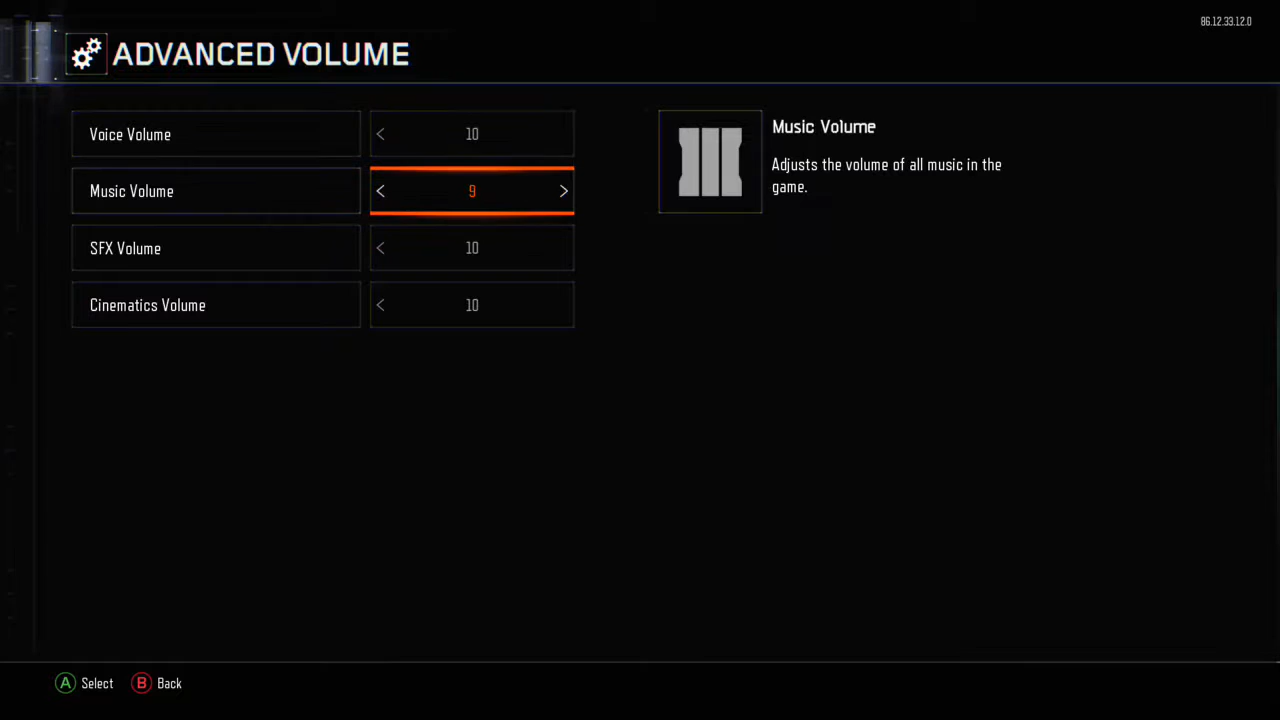 86.12.33.12.0
ADVANCED VOLUME
Voice Volume < 10
Music Volume < 9 >
SFX Volume < 10
Cinematics Volume < 10
Music Volume
Adjusts the volume of all music in the
game.
A Select B Back